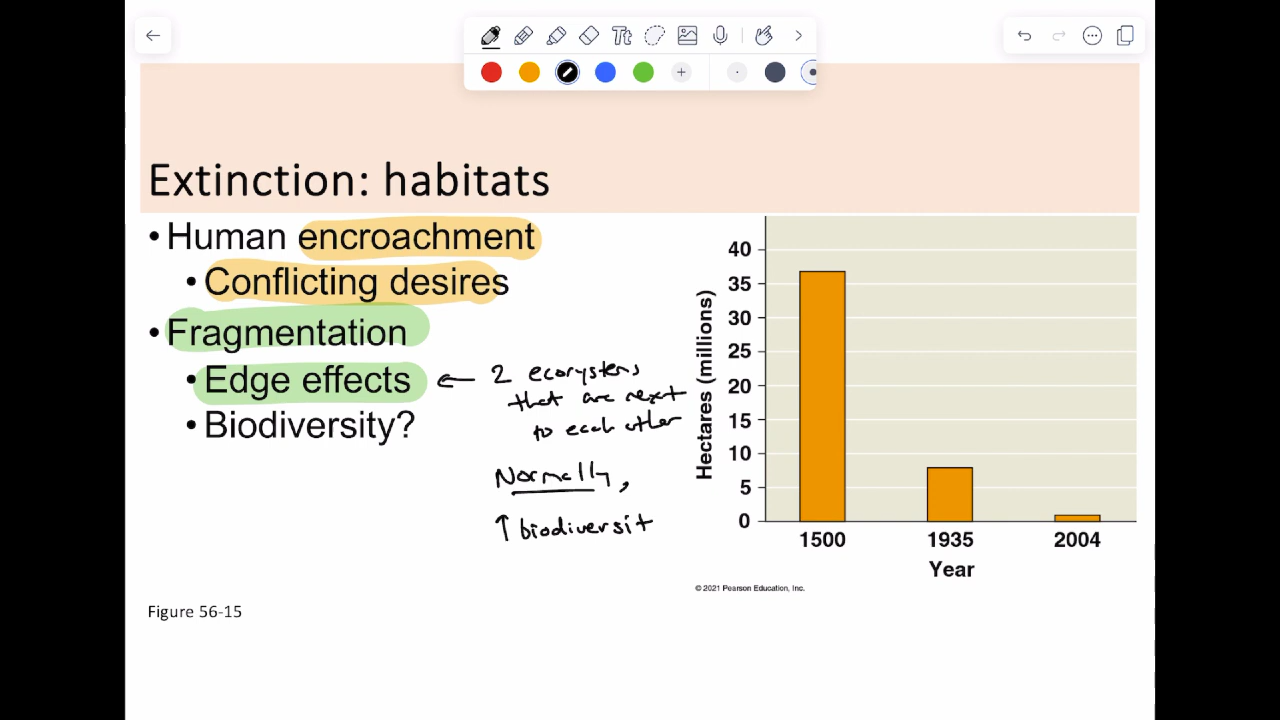 Tt
Extinction: habitats
• Human encroachment
• Conflicting desires
• Fragmentation
• Edge effects
• Biodiversity?
← 2 ecosystems
that are next
to each other
Normally,
↑ biodiversit
Hectares (millions)
40
35
30
25
20
15
10
5
0
1500 1935 2004
Year
© 2021 Pearson Education, Inc.
Figure 56-15